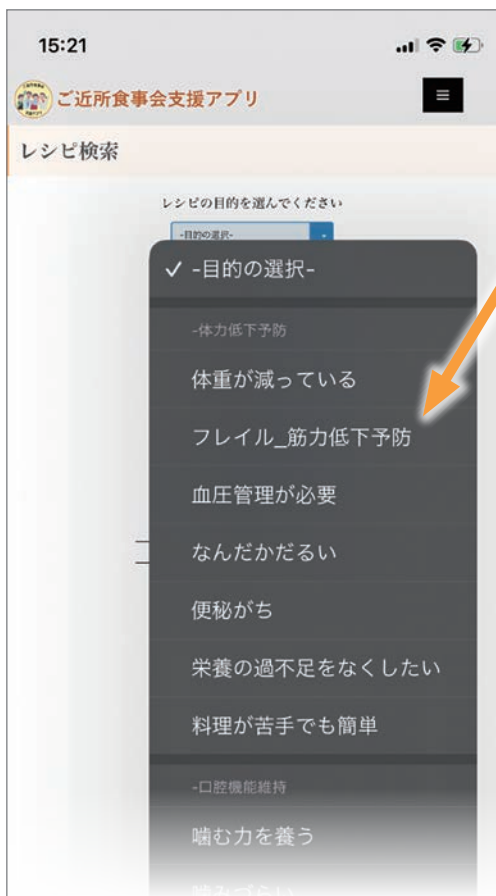 15:21
ご近所食事会支援アプリ
レシピ検索
レシピの目的を選んでください
-目的の選択-
✓ -目的の選択-
-体力低下予防
体重が減っている
フレイル_筋力低下予防
血圧管理が必要
なんだかだるい
便秘がち
栄養の過不足をなくしたい
料理が苦手でも簡単
-口腔機能維持
噛む力を養う
噛みづらい